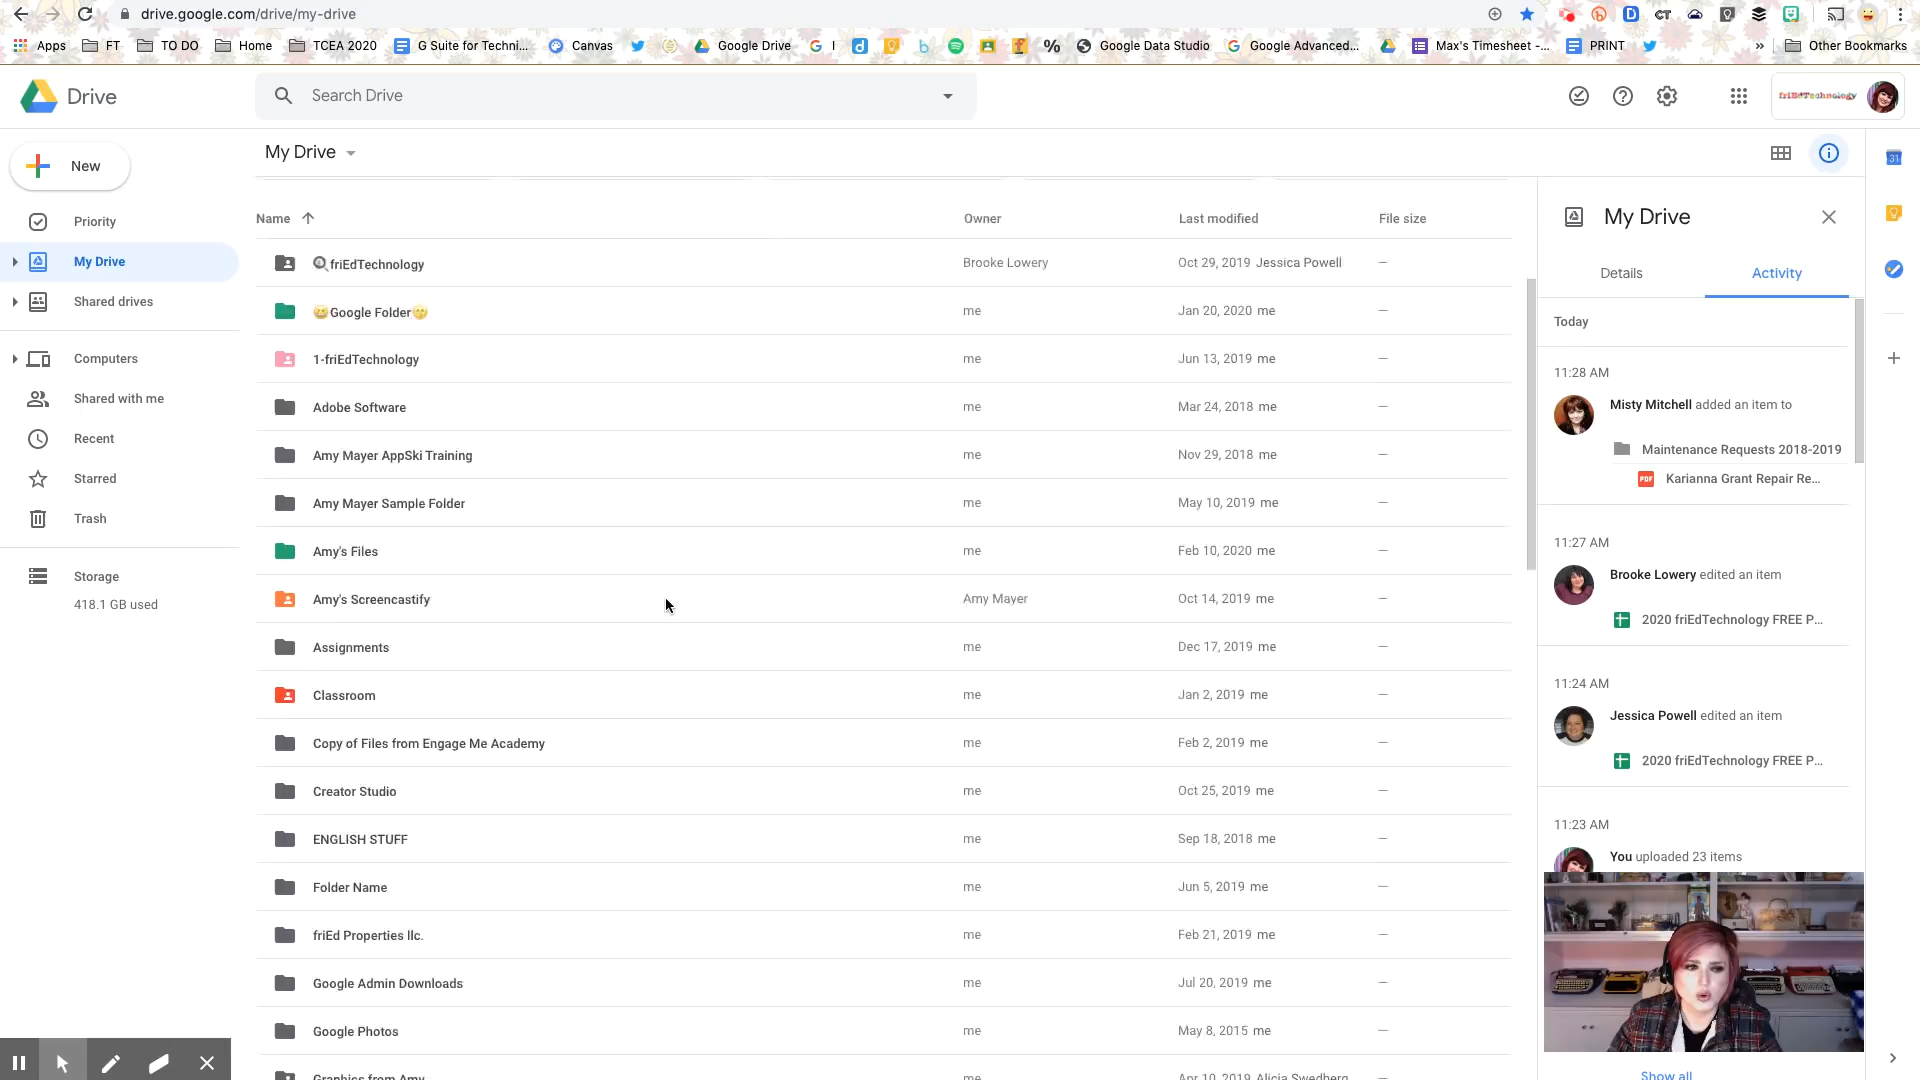 drive.google.com/drive/my-drive
Apps FT TO DO Home TCEA 2020 G Suite for Techni... Canvas Google Drive I Google Data Studio Google Advanced... Max's Timesheet -... PRINT » Other Bookmarks
Drive
Search Drive
friEdTechnology
New
My Drive
Priority
My Drive
Shared drives
Computers
Shared with me
Recent
Starred
Trash
Storage
418.1 GB used
Name Owner Last modified File size
friEdTechnology Brooke Lowery Oct 29, 2019 Jessica Powell —
Google Folder me Jan 20, 2020 me —
1-friEdTechnology me Jun 13, 2019 me —
Adobe Software me Mar 24, 2018 me —
Amy Mayer AppSki Training me Nov 29, 2018 me —
Amy Mayer Sample Folder me May 10, 2019 me —
Amy's Files me Feb 10, 2020 me —
Amy's Screencastify Amy Mayer Oct 14, 2019 me —
Assignments me Dec 17, 2019 me —
Classroom me Jan 2, 2019 me —
Copy of Files from Engage Me Academy me Feb 2, 2019 me —
Creator Studio me Oct 25, 2019 me —
ENGLISH STUFF me Sep 18, 2018 me —
Folder Name me Jun 5, 2019 me —
friEd Properties llc. me Feb 21, 2019 me —
Google Admin Downloads me Jul 20, 2019 me —
Google Photos me May 8, 2015 me —
Graphics from Amy me Apr 10, 2019 Alicia Swedberg —
My Drive
Details Activity
Today
11:28 AM
Misty Mitchell added an item to
Maintenance Requests 2018-2019
PDF Karianna Grant Repair Re...
11:27 AM
Brooke Lowery edited an item
2020 friEdTechnology FREE P...
11:24 AM
Jessica Powell edited an item
2020 friEdTechnology FREE P...
11:23 AM
You uploaded 23 items
Show all
31